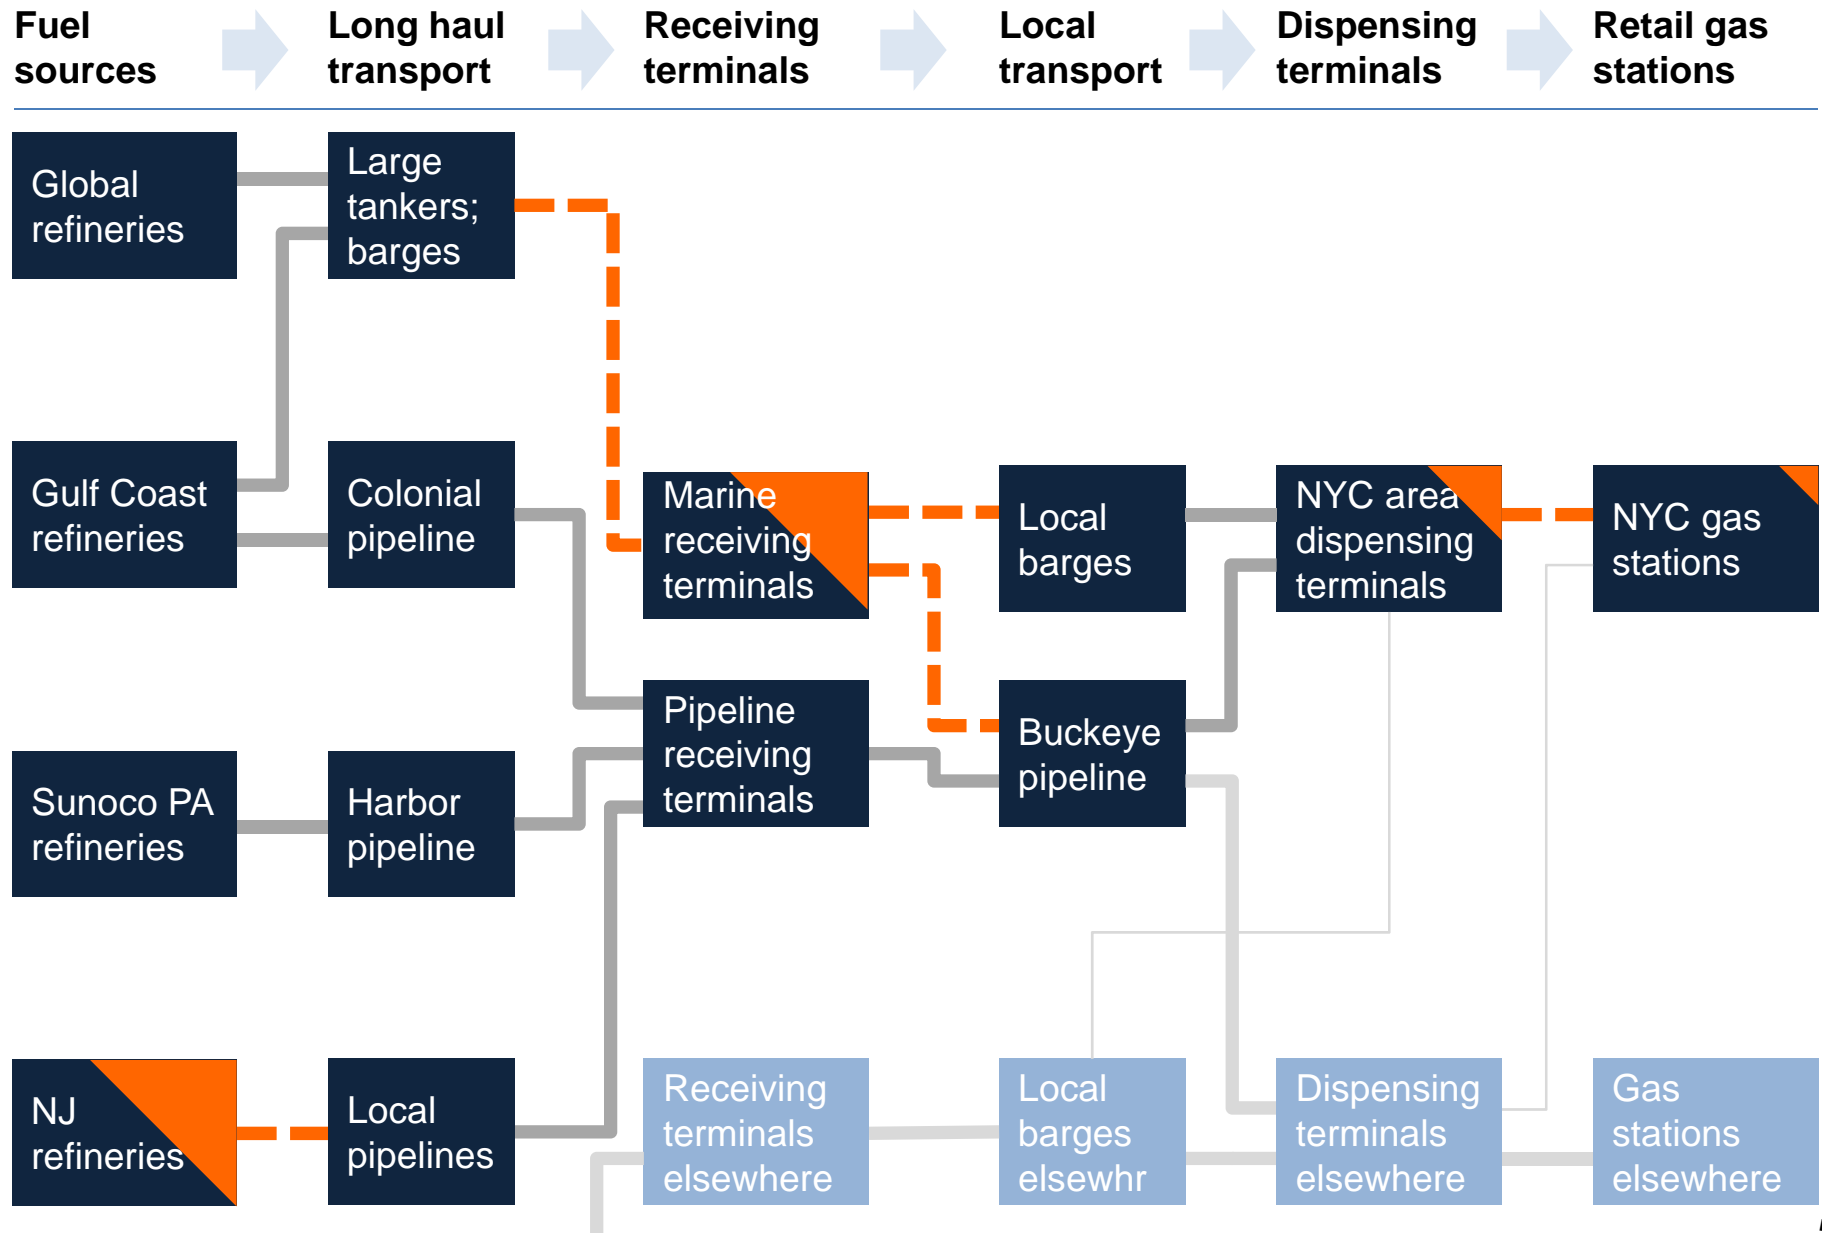 Fuel
sources
Long haul
transport
Receiving
terminals
Local
transport
Dispensing
terminals
Retail gas
stations
Global
refineries
Large
tankers;
barges
Gulf Coast
refineries
Colonial
pipeline
Marine
receiving
terminals
Local
barges
NYC area
dispensing
terminals
NYC gas
stations
Pipeline
receiving
terminals
Buckeye
pipeline
Sunoco PA
refineries
Harbor
pipeline
NJ
refineries
Local
pipelines
Receiving
terminals
elsewhere
Local
barges
elsewhr
Dispensing
terminals
elsewhere
Gas
stations
elsewhere